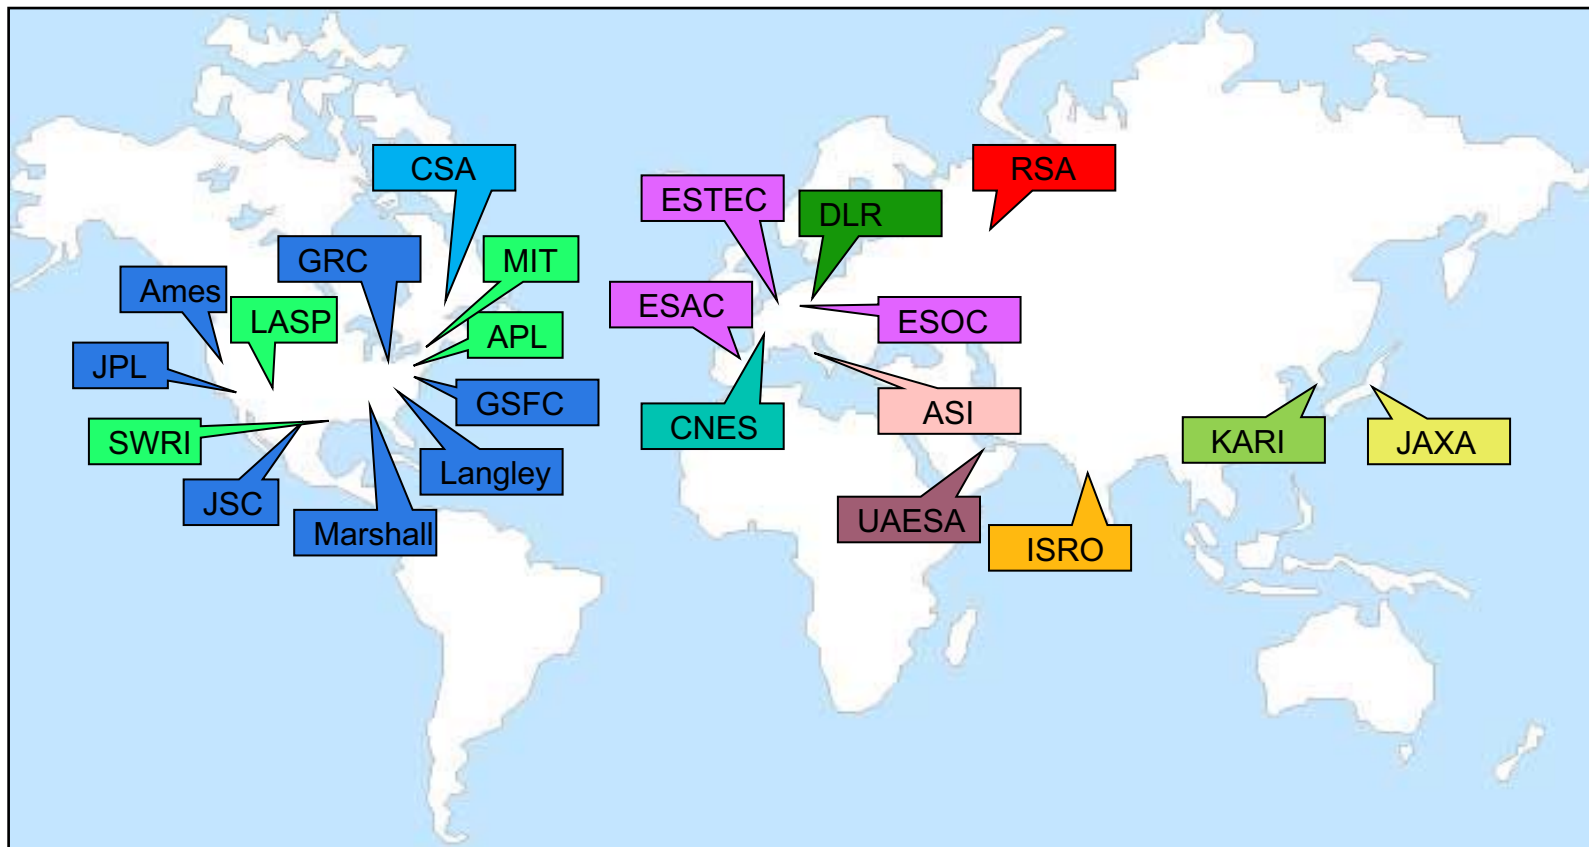 CSA
RSA
ESTEC
DLR
GRC
MIT
Ames
LASP
ESAC
ESOC
APL
JPL
GSFC
ASI
CNES
SWRI
KARI
JAXA
Langley
JSC
UAESA
Marshall
ISRO